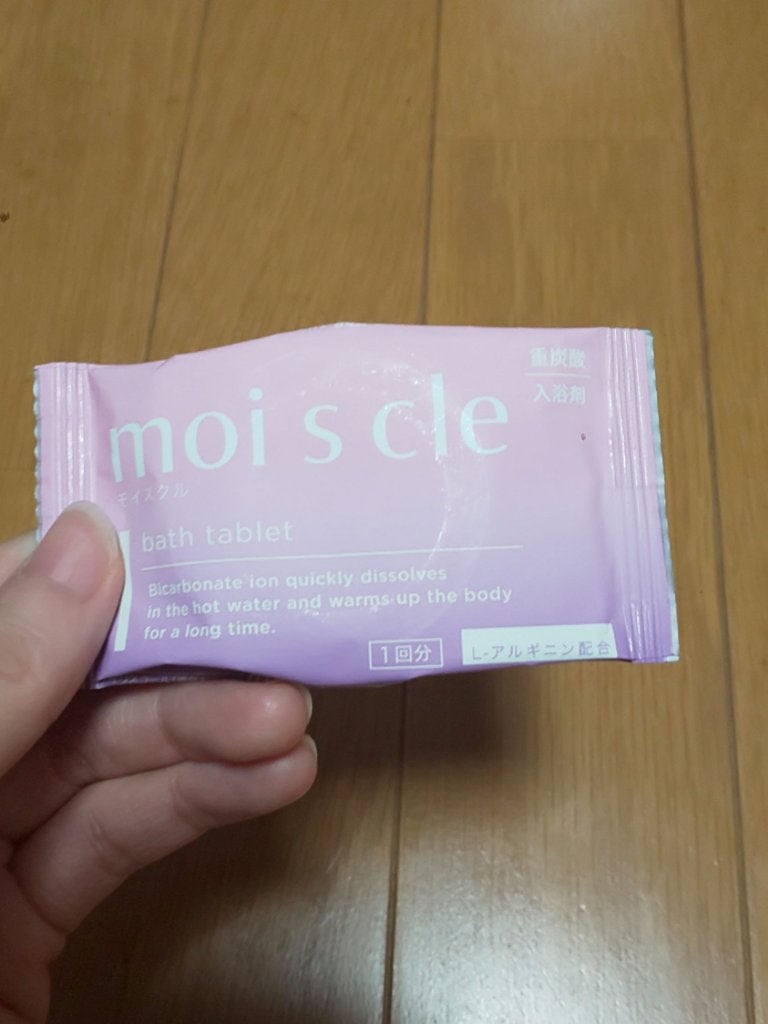 重炭酸
入浴剤
moiscle
モイスクル
bath tablet
Bicarbonate ion quickly dissolves
in the hot water and warms up the body
for a long time.
1回分
L-アルギニン配合